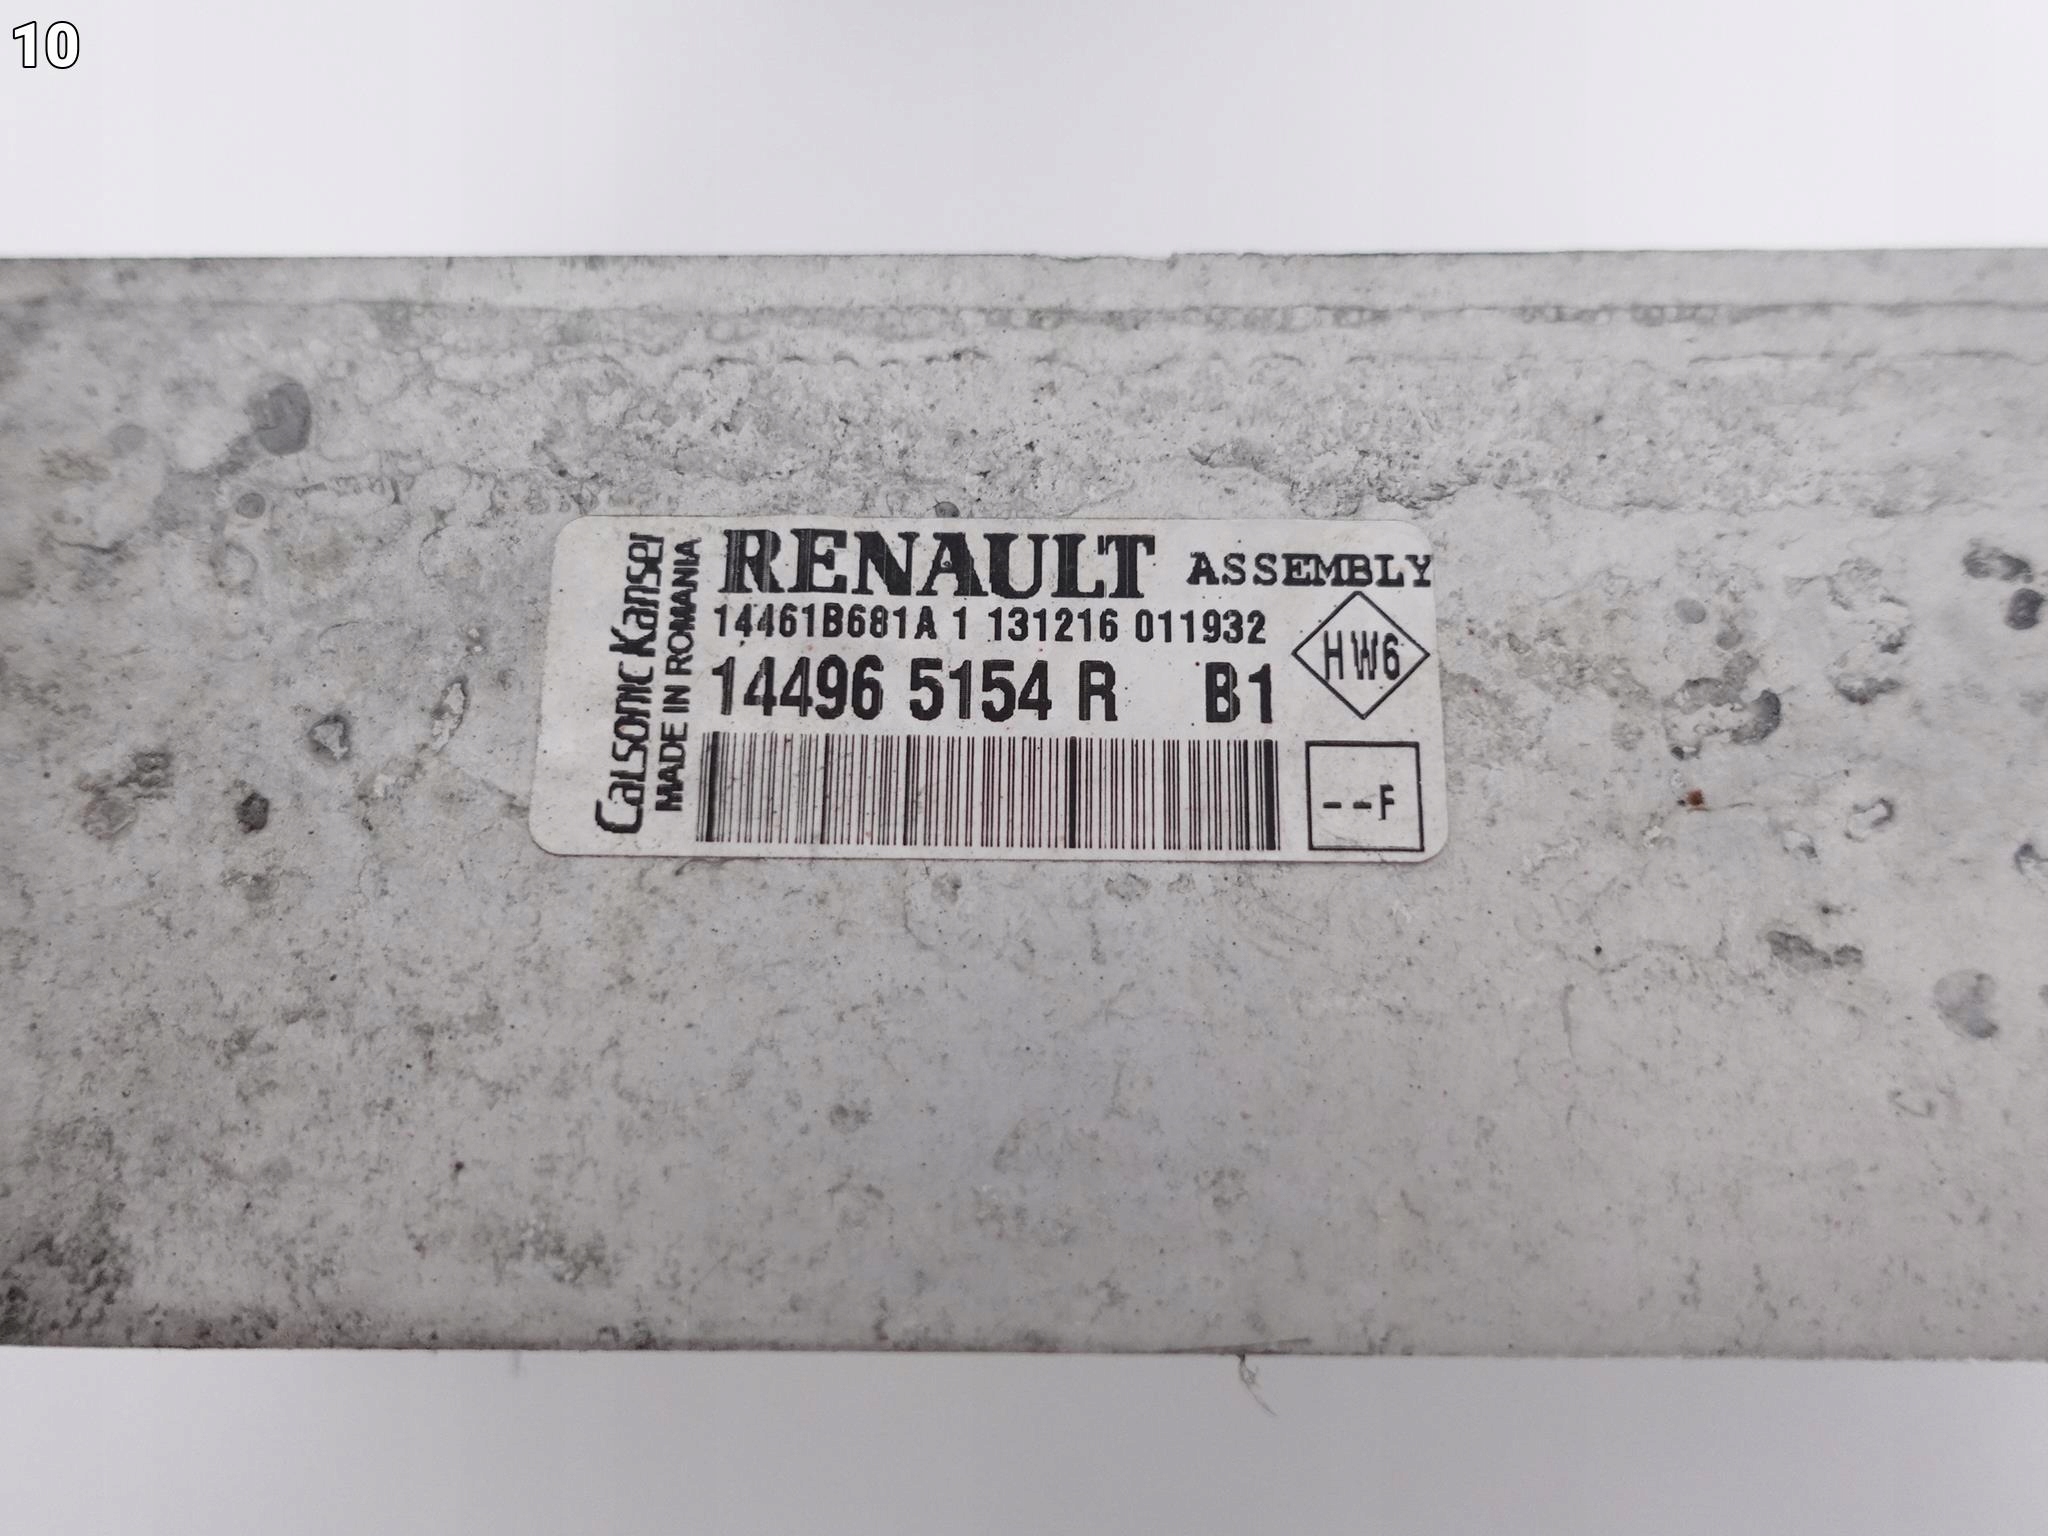 10
Calsonic Kansei
MADE IN ROMANIA
RENAULT ASSEMBLY
14461B681A 1 131216 011932
14496 5154 R B1
HW6
--F